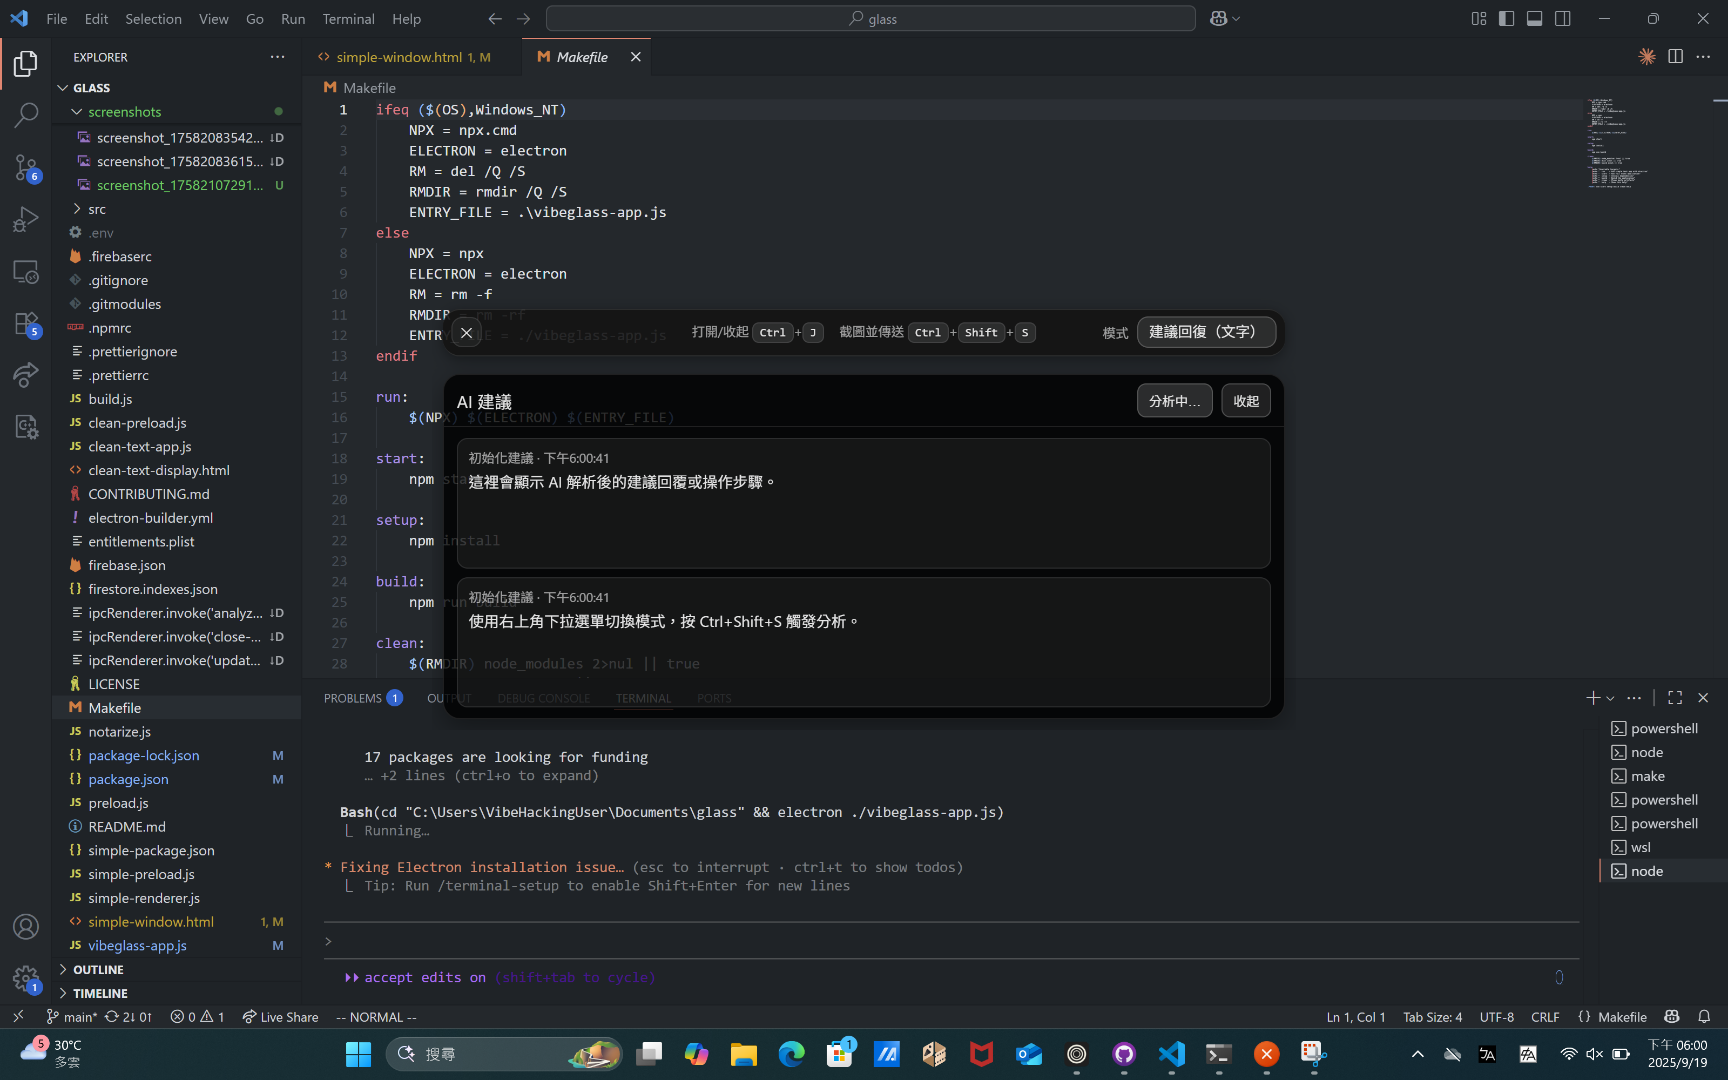 File Edit Selection View Go Run Terminal Help
glass
EXPLORER
GLASS
screenshots
screenshot_17582083542... ↓D
screenshot_17582083615... ↓D
screenshot_17582107291... U
src
.env
.firebaserc
.gitignore
.gitmodules
.npmrc
.prettierignore
.prettierrc
build.js
clean-preload.js
clean-text-app.js
clean-text-display.html
CONTRIBUTING.md
electron-builder.yml
entitlements.plist
firebase.json
firestore.indexes.json
ipcRenderer.invoke('analyz... ↓D
ipcRenderer.invoke('close-... ↓D
ipcRenderer.invoke('updat... ↓D
LICENSE
Makefile
notarize.js
package-lock.json M
package.json M
preload.js
README.md
simple-package.json
simple-preload.js
simple-renderer.js
simple-window.html 1, M
vibeglass-app.js M
OUTLINE
TIMELINE
6
5
1
simple-window.html 1, M
Makefile
Makefile
1 ifeq ($(OS),Windows_NT)
2 NPX = npx.cmd
3 ELECTRON = electron
4 RM = del /Q /S
5 RMDIR = rmdir /Q /S
6 ENTRY_FILE = .\vibeglass-app.js
7 else
8 NPX = npx
9 ELECTRON = electron
10 RM = rm -f
11 RMDIR = rm -rf
12 ENTRY_FILE = ./vibeglass-app.js
13 endif
14
15 run:
16 $(NPX) $(ELECTRON) $(ENTRY_FILE)
17
18 start:
19 npm sta
20
21 setup:
22 npm install
23
24 build:
25 npm run build
26
27 clean:
28 $(RMDIR) node_modules 2>nul || true
打開/收起 Ctrl + J 截圖並傳送 Ctrl + Shift + S
模式 建議回復（文字）
AI 建議
分析中... 收起
初始化建議 · 下午6:00:41
這裡會顯示 AI 解析後的建議回覆或操作步驟。
初始化建議 · 下午6:00:41
使用右上角下拉選單切換模式，按 Ctrl+Shift+S 觸發分析。
PROBLEMS 1 OUTPUT DEBUG CONSOLE TERMINAL PORTS
17 packages are looking for funding
… +2 lines (ctrl+o to expand)
Bash(cd "C:\Users\VibeHackingUser\Documents\glass" && electron ./vibeglass-app.js)
Running…
* Fixing Electron installation issue… (esc to interrupt · ctrl+t to show todos)
Tip: Run /terminal-setup to enable Shift+Enter for new lines
>
accept edits on (shift+tab to cycle)
powershell
node
make
powershell
powershell
wsl
node
main* 2↓ 0↑ 0 1 Live Share -- NORMAL --
Ln 1, Col 1 Tab Size: 4 UTF-8 CRLF {} Makefile
5
30°C
多雲
搜尋
1
下午 06:00
2025/9/19